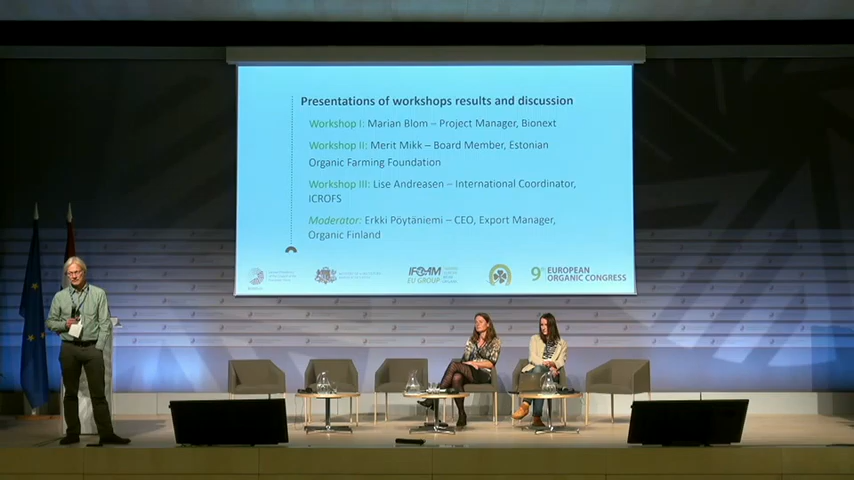 Presentations of workshops results and discussion
Workshop I: Marian Blom – Project Manager, Bionext
Workshop II: Merit Mikk – Board Member, Estonian
Organic Farming Foundation
Workshop III: Lise Andreasen – International Coordinator,
ICROFS
Moderator: Erkki Pöytäniemi – CEO, Export Manager,
Organic Finland
IFOAM
EU GROUP
9th EUROPEAN
ORGANIC CONGRESS